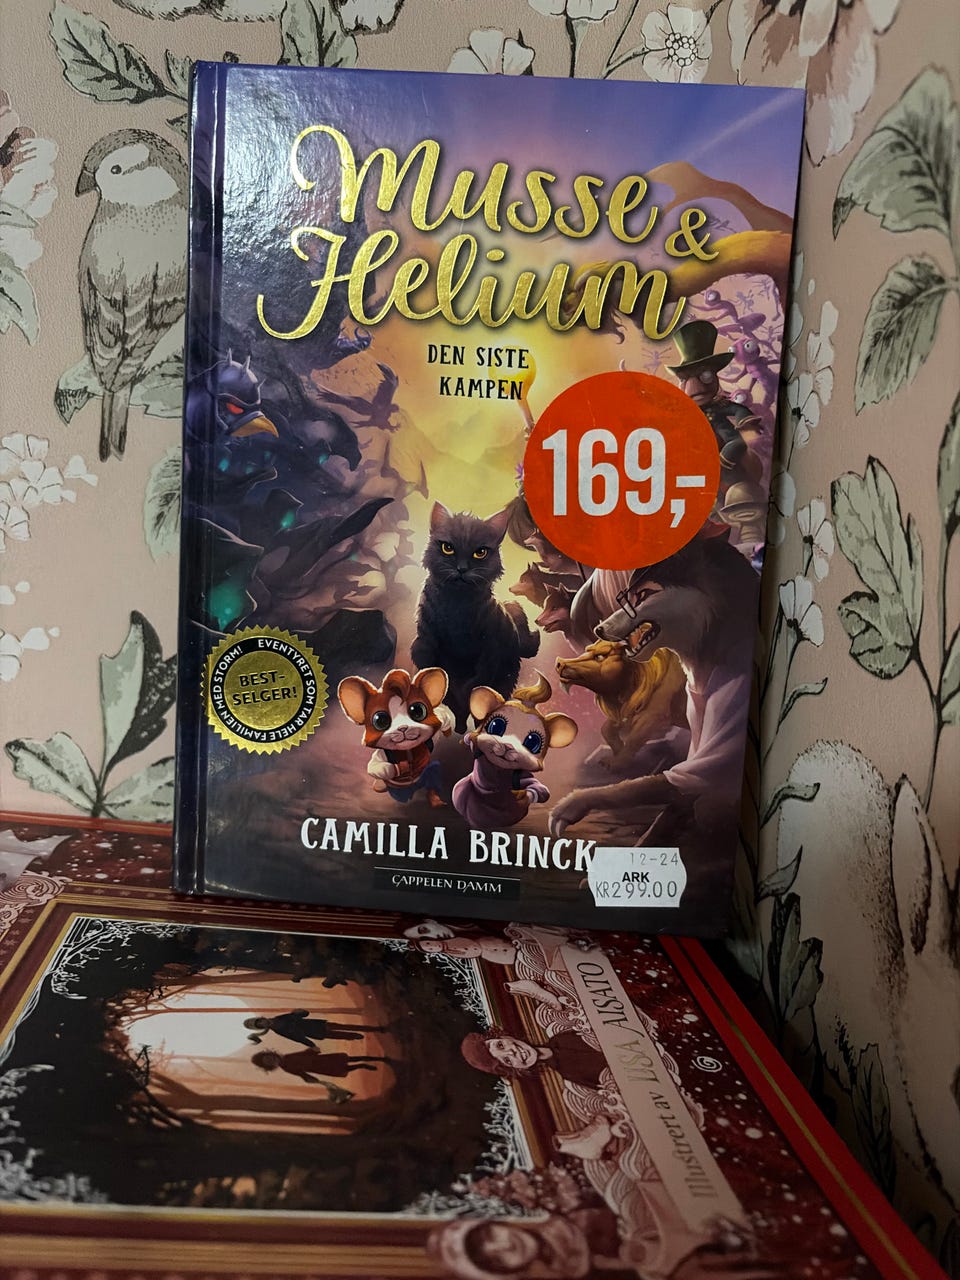 Musse &
Helium
DEN SISTE
KAMPEN
169,-
BEST-
SELGER!
EVENTYRET SOM TAR HELE FAMILIEN MED STORM!
CAMILLA BRINCK
CAPPELEN DAMM
12-24
ARK
KR299.00
Illustrert av LISA AISATO